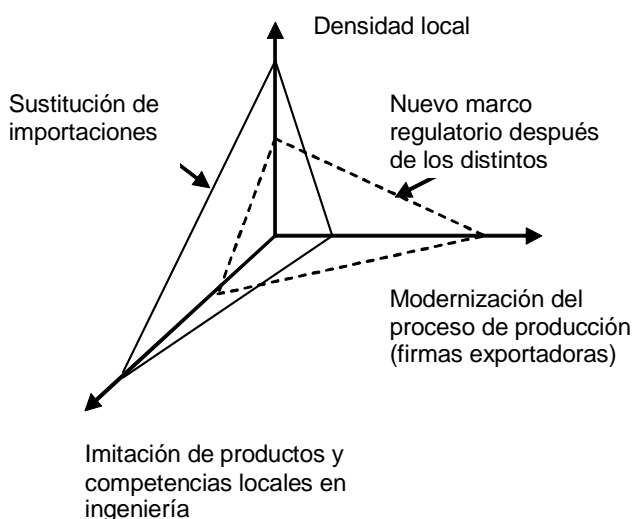 Densidad local
Sustitución de
importaciones
Nuevo marco
regulatorio después
de los distintos
Modernización del
proceso de producción
(firmas exportadoras)
Imitación de productos y
competencias locales en
ingeniería